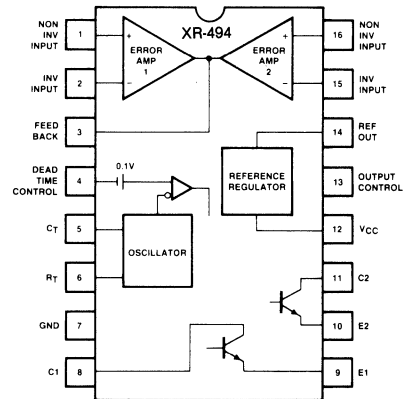 XR-494
NON
INV
INPUT
1
+
ERROR
AMP
1
ERROR
AMP
2
+
16
NON
INV
INPUT
INV
INPUT
2
−
−
15
INV
INPUT
FEED
BACK
3
14
REF
OUT
DEAD
TIME
CONTROL
4
0.1V
REFERENCE
REGULATOR
13
OUTPUT
CONTROL
CT
5
OSCILLATOR
12
VCC
RT
6
11
C2
GND
7
10
E2
C1
8
9
E1